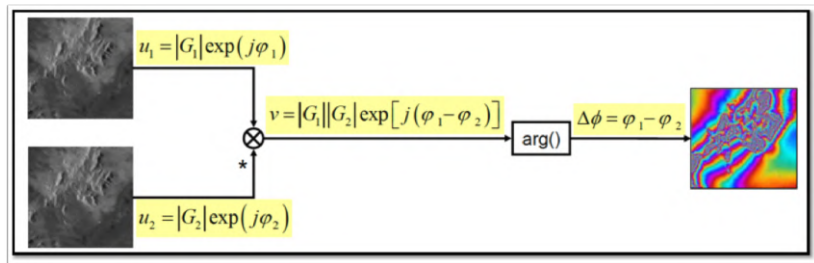 u₁ = |G₁| exp(jφ₁)
v = |G₁||G₂| exp[j(φ₁ − φ₂)]
*
arg()
Δϕ = φ₁ − φ₂
u₂ = |G₂| exp(jφ₂)